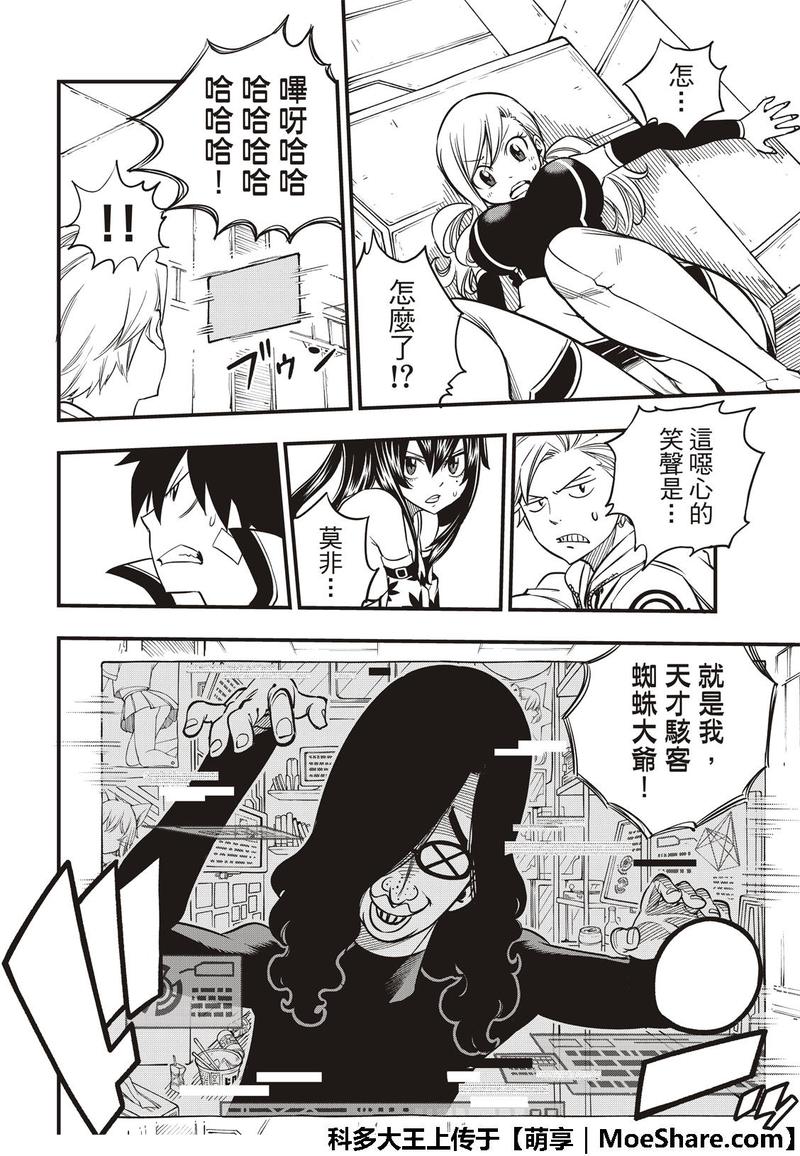 怎…
怎麼了!?
嗶呀哈哈
哈哈哈哈
哈哈哈！
ブゥン
!!
這噁心的
笑聲是…
莫非…
就是我，
天才駭客
蜘蛛大爺！
科多大王上传于【萌享｜MoeShare.com】